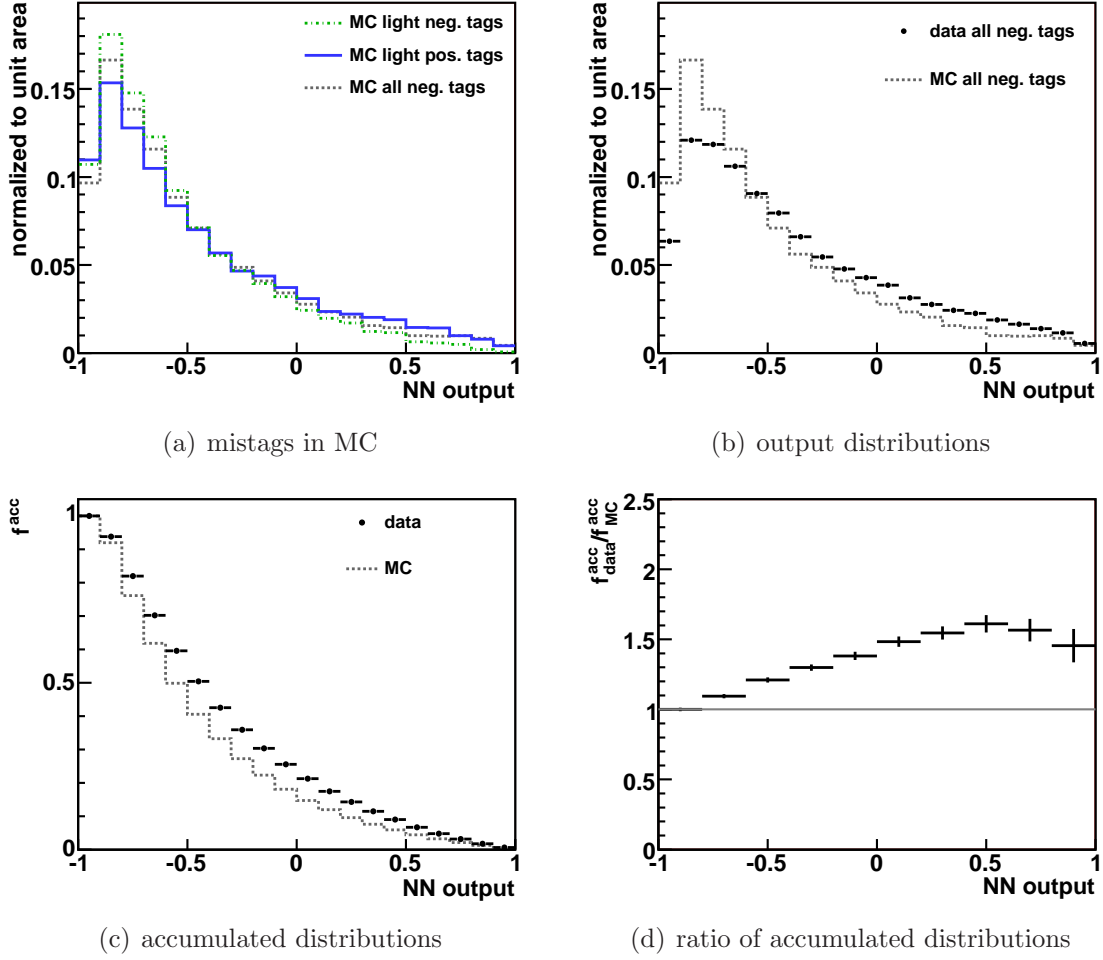 normalized to unit area
MC light neg. tags
MC light pos. tags
MC all neg. tags
0.15
0.1
0.05
0
-1 -0.5 0 0.5 1
NN output
(a) mistags in MC
normalized to unit area
data all neg. tags
MC all neg. tags
0.15
0.1
0.05
0
-1 -0.5 0 0.5 1
NN output
(b) output distributions
f^acc
data
MC
1
0.5
0
-1 -0.5 0 0.5 1
NN output
(c) accumulated distributions
f^acc_data/f^acc_MC
2.5
2
1.5
1
0.5
0
-1 -0.5 0 0.5 1
NN output
(d) ratio of accumulated distributions